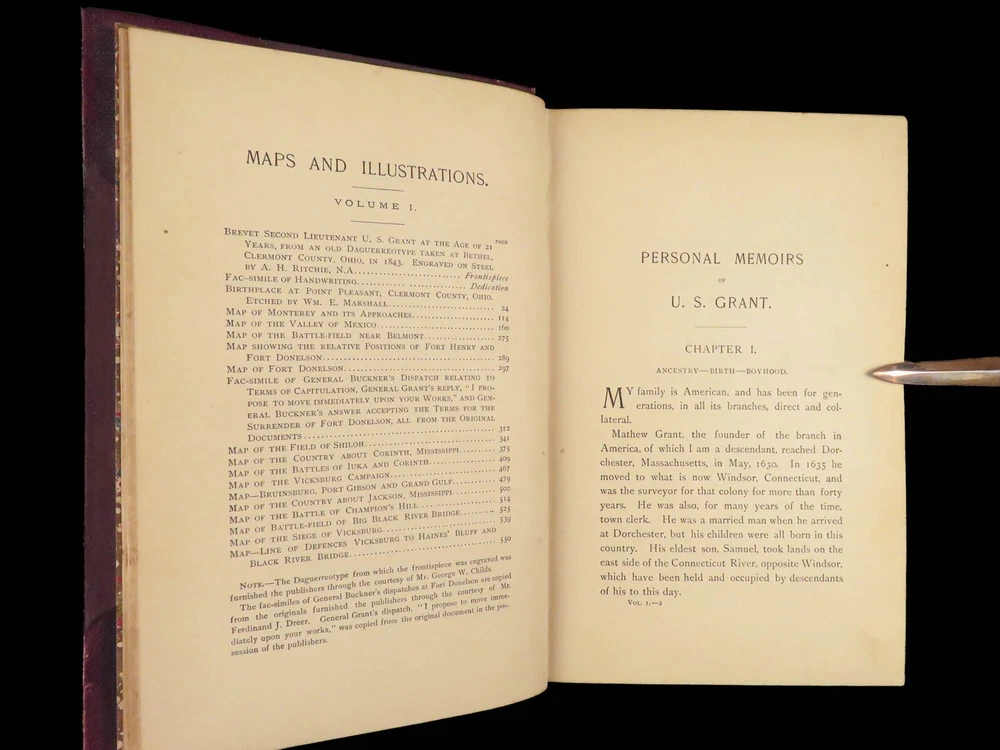 MAPS AND ILLUSTRATIONS.
VOLUME I.
PAGE
BREVET SECOND LIEUTENANT U. S. GRANT AT THE AGE OF 21
YEARS, FROM AN OLD DAGUERREOTYPE TAKEN AT BETHEL,
CLERMONT COUNTY, OHIO, IN 1843. ENGRAVED ON STEEL
BY A. H. RITCHIE, N.A. Frontispiece
FAC-SIMILE OF HANDWRITING. Dedication
BIRTHPLACE AT POINT PLEASANT, CLERMONT COUNTY, OHIO.
ETCHED BY WM. E. MARSHALL. 24
MAP OF MONTEREY AND ITS APPROACHES. 114
MAP OF THE VALLEY OF MEXICO. 160
MAP OF THE BATTLE-FIELD NEAR BELMONT. 275
MAP SHOWING THE RELATIVE POSITIONS OF FORT HENRY AND
FORT DONELSON. 289
MAP OF FORT DONELSON. 297
FAC-SIMILE OF GENERAL BUCKNER'S DISPATCH RELATING TO
TERMS OF CAPITULATION, GENERAL GRANT'S REPLY, "I PRO-
POSE TO MOVE IMMEDIATELY UPON YOUR WORKS," AND GEN-
ERAL BUCKNER'S ANSWER ACCEPTING THE TERMS FOR THE
SURRENDER OF FORT DONELSON, ALL FROM THE ORIGINAL
DOCUMENTS. 312
MAP OF THE FIELD OF SHILOH. 341
MAP OF THE COUNTRY ABOUT CORINTH, MISSISSIPPI. 375
MAP OF THE BATTLES OF IUKA AND CORINTH. 409
MAP OF THE VICKSBURG CAMPAIGN. 467
MAP—BRUINSBURG, PORT GIBSON AND GRAND GULF. 479
MAP OF THE COUNTRY ABOUT JACKSON, MISSISSIPPI. 502
MAP OF THE BATTLE OF CHAMPION'S HILL 514
MAP OF BATTLE-FIELD OF BIG BLACK RIVER BRIDGE. 525
MAP OF THE SIEGE OF VICKSBURG. 539
MAP—LINE OF DEFENCES VICKSBURG TO HAINES' BLUFF AND
BLACK RIVER BRIDGE. 550
NOTE.—The Daguerreotype from which the frontispiece was engraved was
furnished the publishers through the courtesy of Mr. George W. Childs.
The fac-similes of General Buckner's dispatches at Fort Donelson are copied
from the originals furnished the publishers through the courtesy of Mr.
Ferdinand J. Dreer. General Grant's dispatch, "I propose to move imme-
diately upon your works," was copied from the original document in the pos-
session of the publishers.
PERSONAL MEMOIRS
OF
U. S. GRANT.
CHAPTER I.
ANCESTRY—BIRTH—BOYHOOD.
MY family is American, and has been for gen-
erations, in all its branches, direct and col-
lateral.
Mathew Grant, the founder of the branch in
America, of which I am a descendant, reached Dor-
chester, Massachusetts, in May, 1630. In 1635 he
moved to what is now Windsor, Connecticut, and
was the surveyor for that colony for more than forty
years. He was also, for many years of the time,
town clerk. He was a married man when he arrived
at Dorchester, but his children were all born in this
country. His eldest son, Samuel, took lands on the
east side of the Connecticut River, opposite Windsor,
which have been held and occupied by descendants
of his to this day.
VOL. I.—2